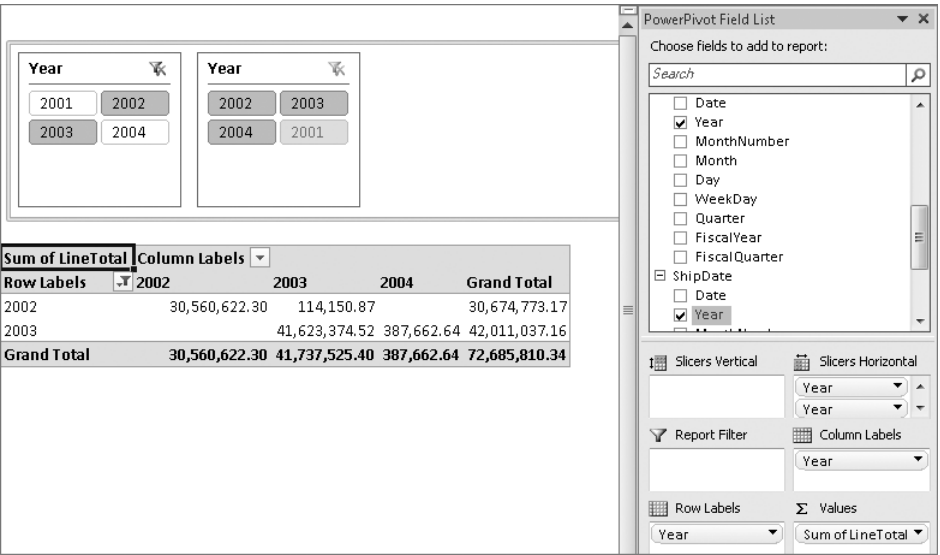 PowerPivot Field List
Choose fields to add to report:
Search
Year
2001 2002
2003 2004
Year
2002 2003
2004 2001
Date
Year
MonthNumber
Month
Day
WeekDay
Quarter
FiscalYear
FiscalQuarter
ShipDate
Date
Year
Sum of LineTotal Column Labels
Row Labels 2002 2003 2004 Grand Total
2002 30,560,622.30 114,150.87 30,674,773.17
2003 41,623,374.52 387,662.64 42,011,037.16
Grand Total 30,560,622.30 41,737,525.40 387,662.64 72,685,810.34
Slicers Vertical
Slicers Horizontal
Year
Year
Report Filter
Column Labels
Year
Row Labels
Year
Σ Values
Sum of LineTotal